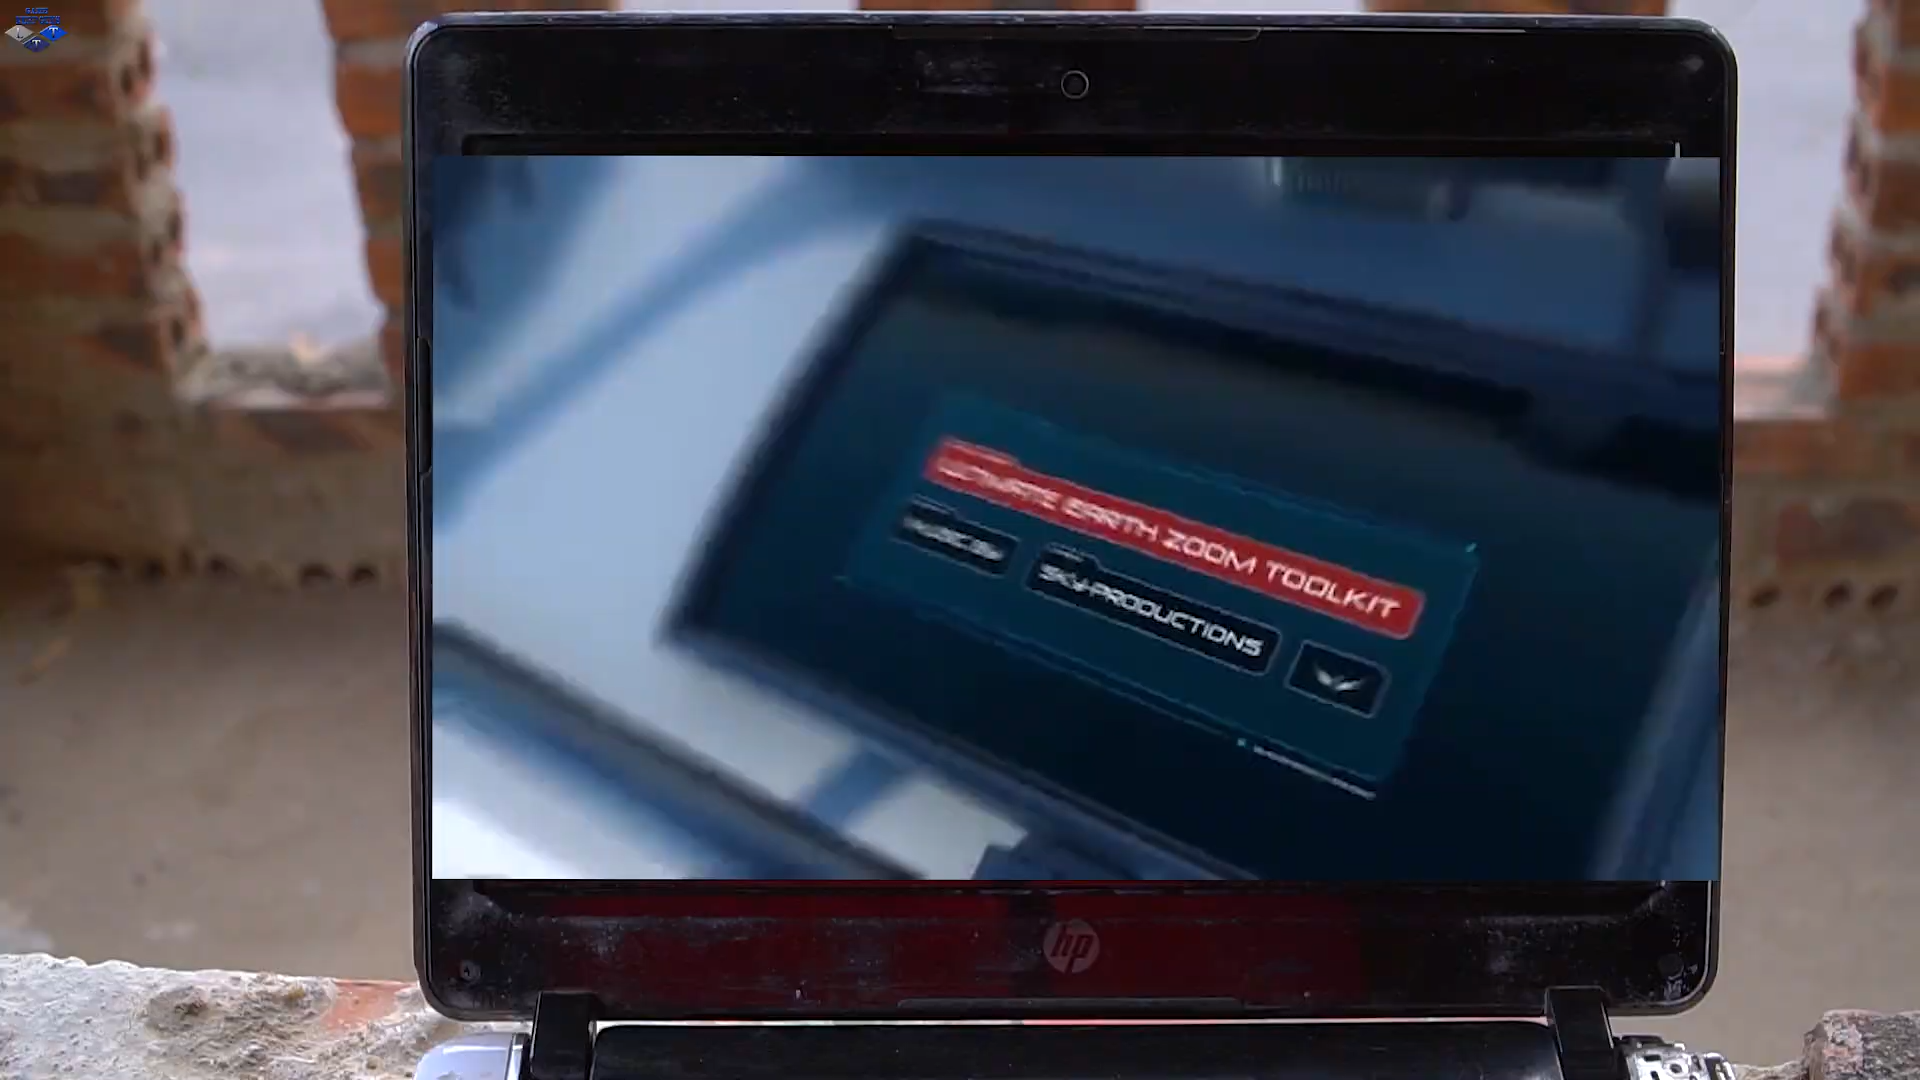 L T T
ULTIMATE EARTH ZOOM TOOLKIT
SKY-PRODUCTIONS
hp